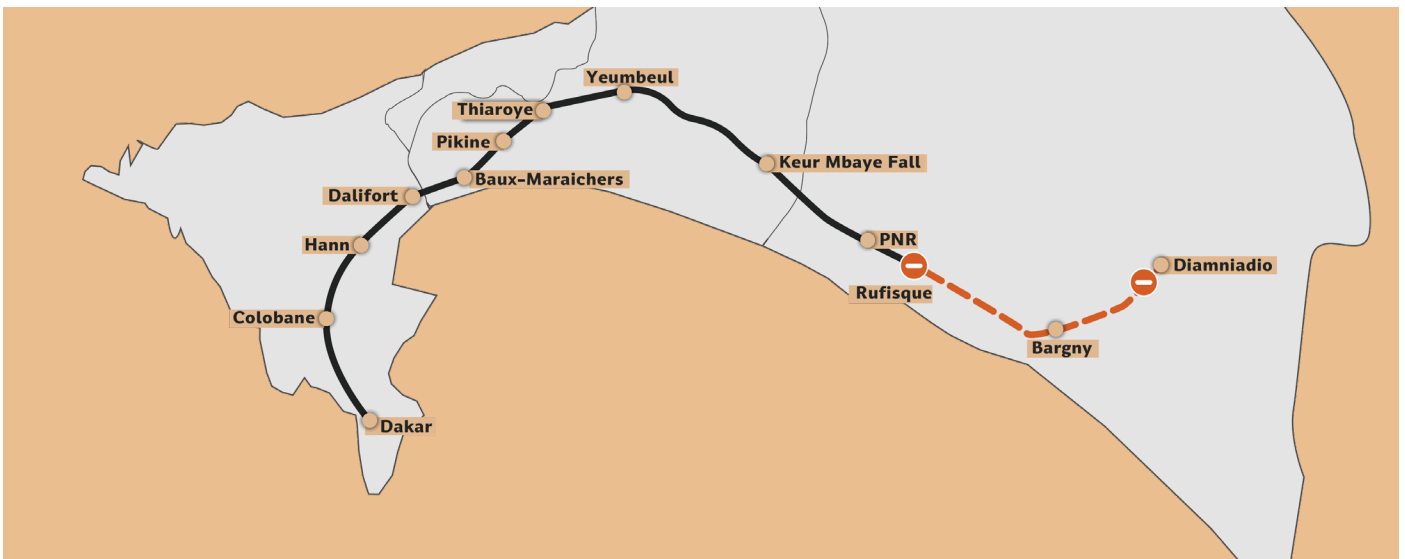 Yeumbeul
Thiaroye
Pikine
Keur Mbaye Fall
Baux-Maraichers
Dalifort
Hann
PNR
Diamniadio
Rufisque
Colobane
Bargny
Dakar